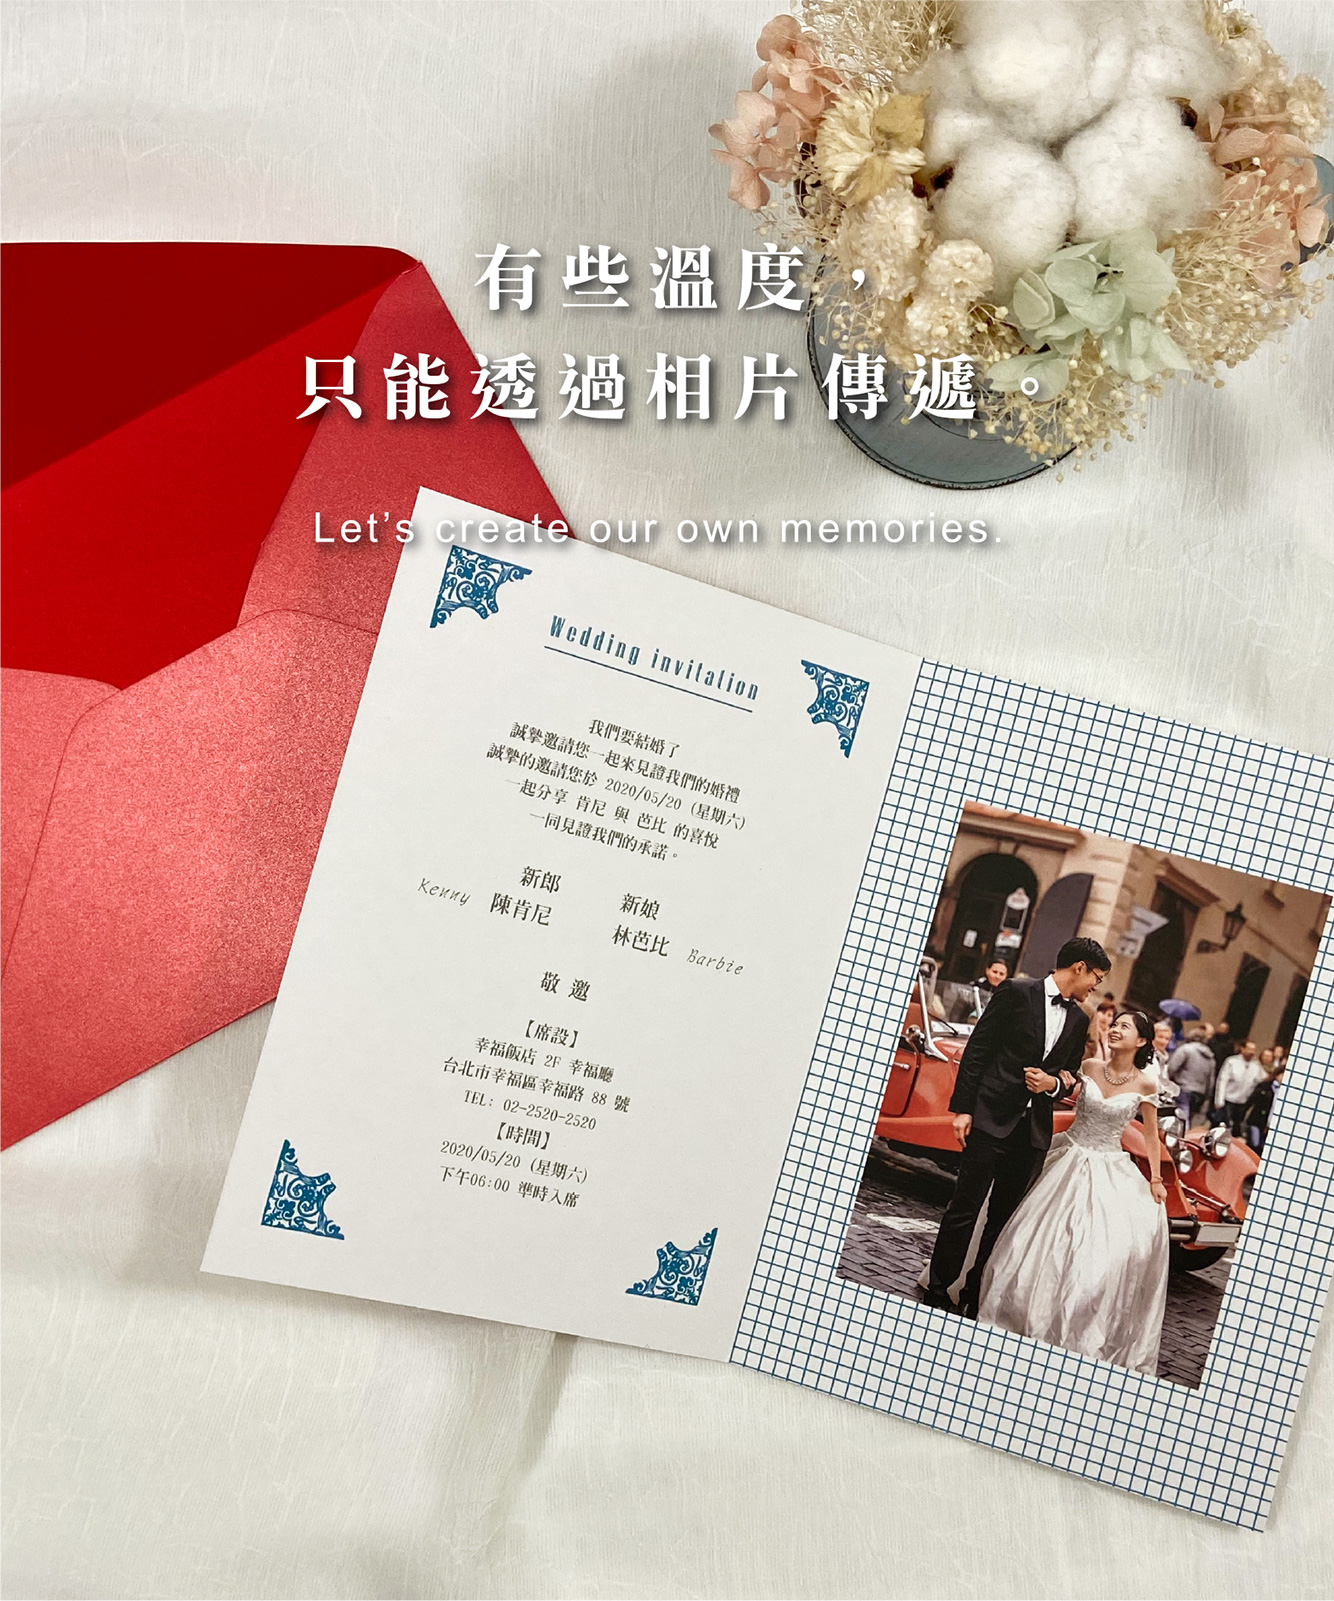 有些溫度，
只能透過相片傳遞。
Let's create our own memories.
Wedding invitation
我們要結婚了
誠摯邀請您一起來見證我們的婚禮
誠摯的邀請您於 2020/05/20 (星期六)
一起分享 肯尼 與 芭比 的喜悅
一同見證我們的承諾。
新郎 新娘
Kenny 陳肯尼 林芭比 Barbie
敬 邀
【席設】
幸福飯店 2F 幸福廳
台北市幸福區幸福路 88 號
TEL: 02-2520-2520
【時間】
2020/05/20 (星期六)
下午06:00 準時入席